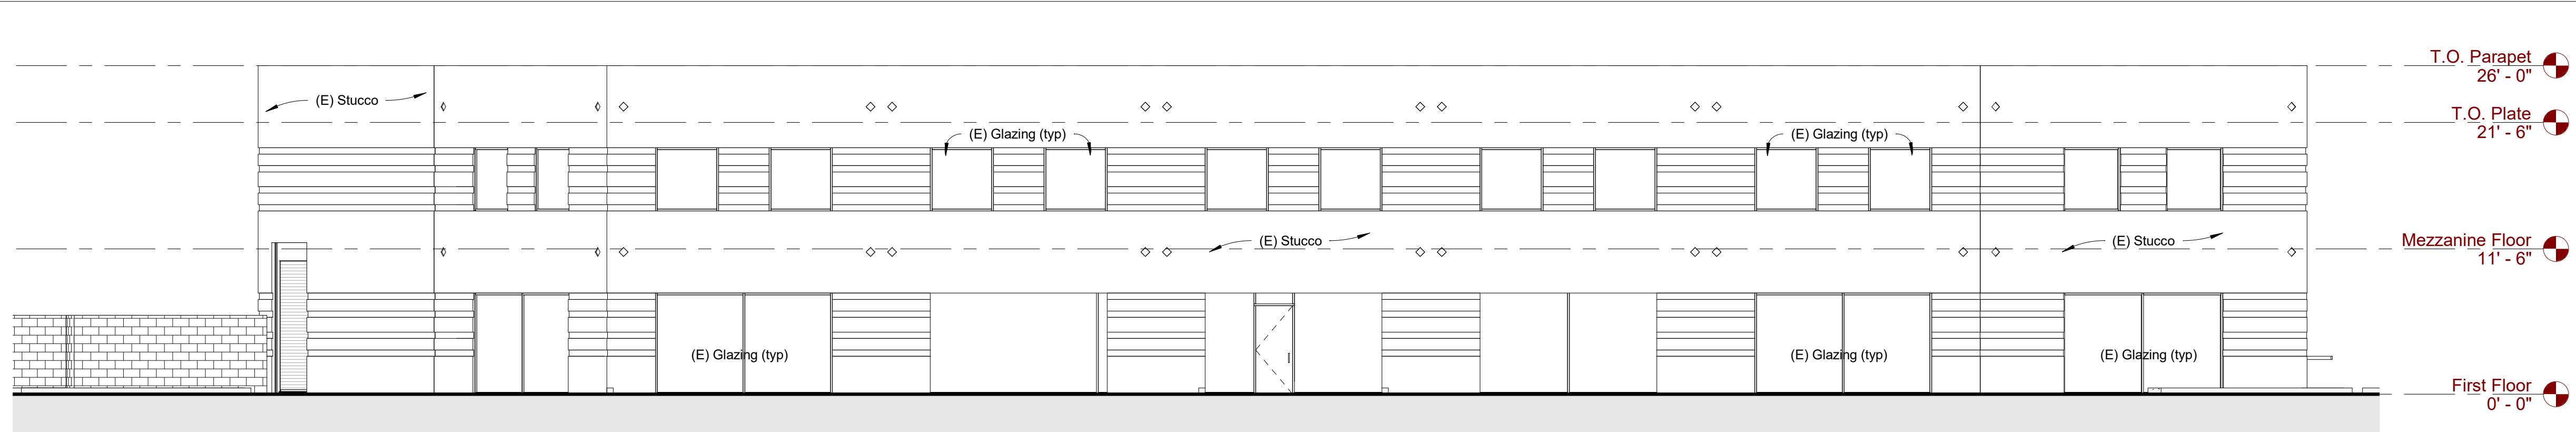 T.O. Parapet
26' - 0"
(E) Stucco
T.O. Plate
21' - 6"
(E) Glazing (typ)
(E) Glazing (typ)
(E) Stucco
(E) Stucco
Mezzanine Floor
11' - 6"
(E) Glazing (typ)
(E) Glazing (typ)
(E) Glazing (typ)
First Floor
0' - 0"